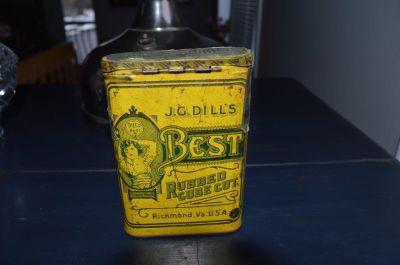 J.G. DILL'S
BEST
RUBBED
CUBE CUT
Richmond, Va. U.S.A.